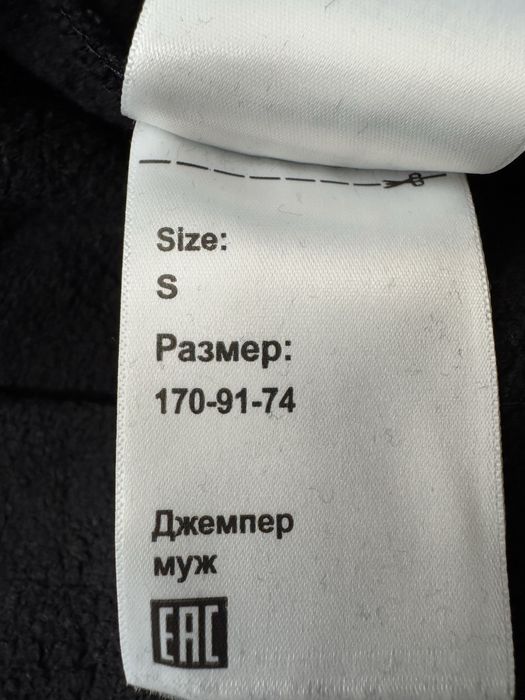 Size:
S
Размер:
170-91-74
Джемпер
муж
EAC